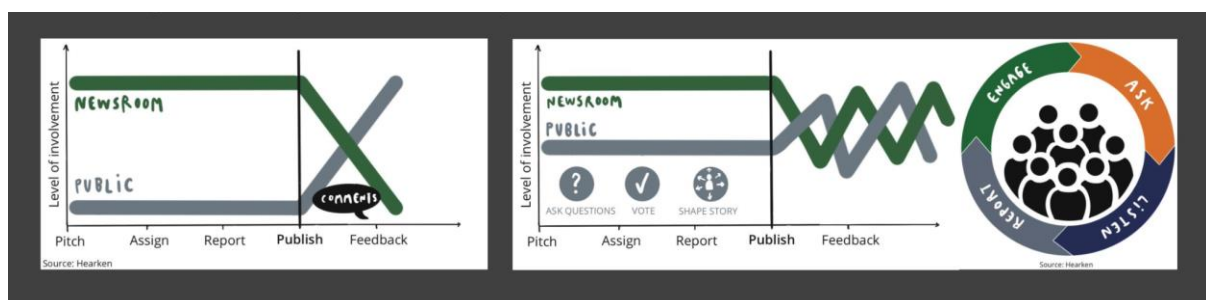 Level of involvement
NEWSROOM
PUBLIC
COMMENTS
Pitch Assign Report Publish Feedback
Source: Hearken
Level of involvement
NEWSROOM
PUBLIC
ASK QUESTIONS VOTE SHAPE STORY
Pitch Assign Report Publish Feedback
ENGAGE
ASK
LISTEN
REPORT
Source: Hearken